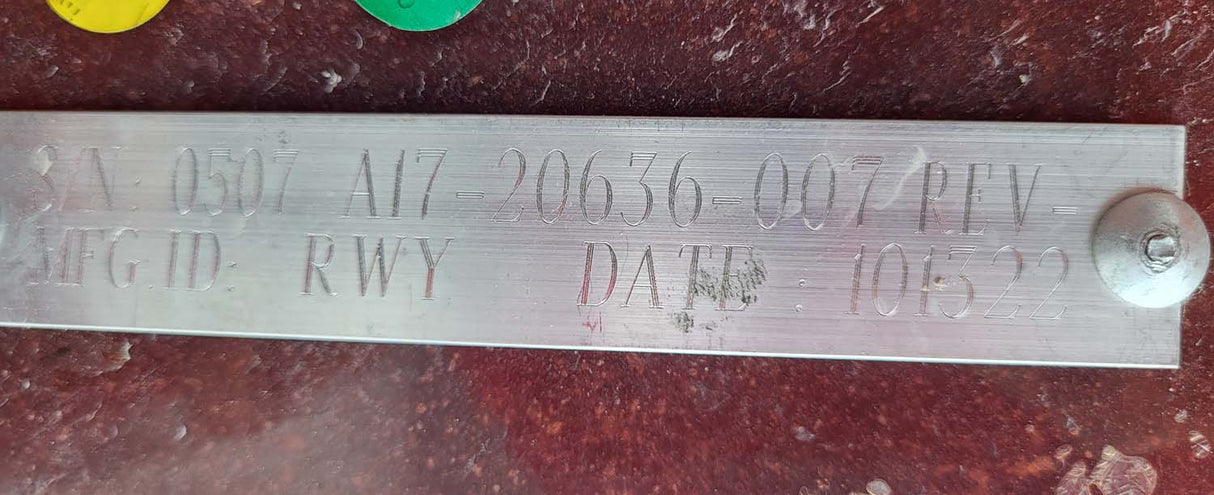 S/N: 0507 A17-20636-007 REV-
MFG.ID: RWY DATE: 101322